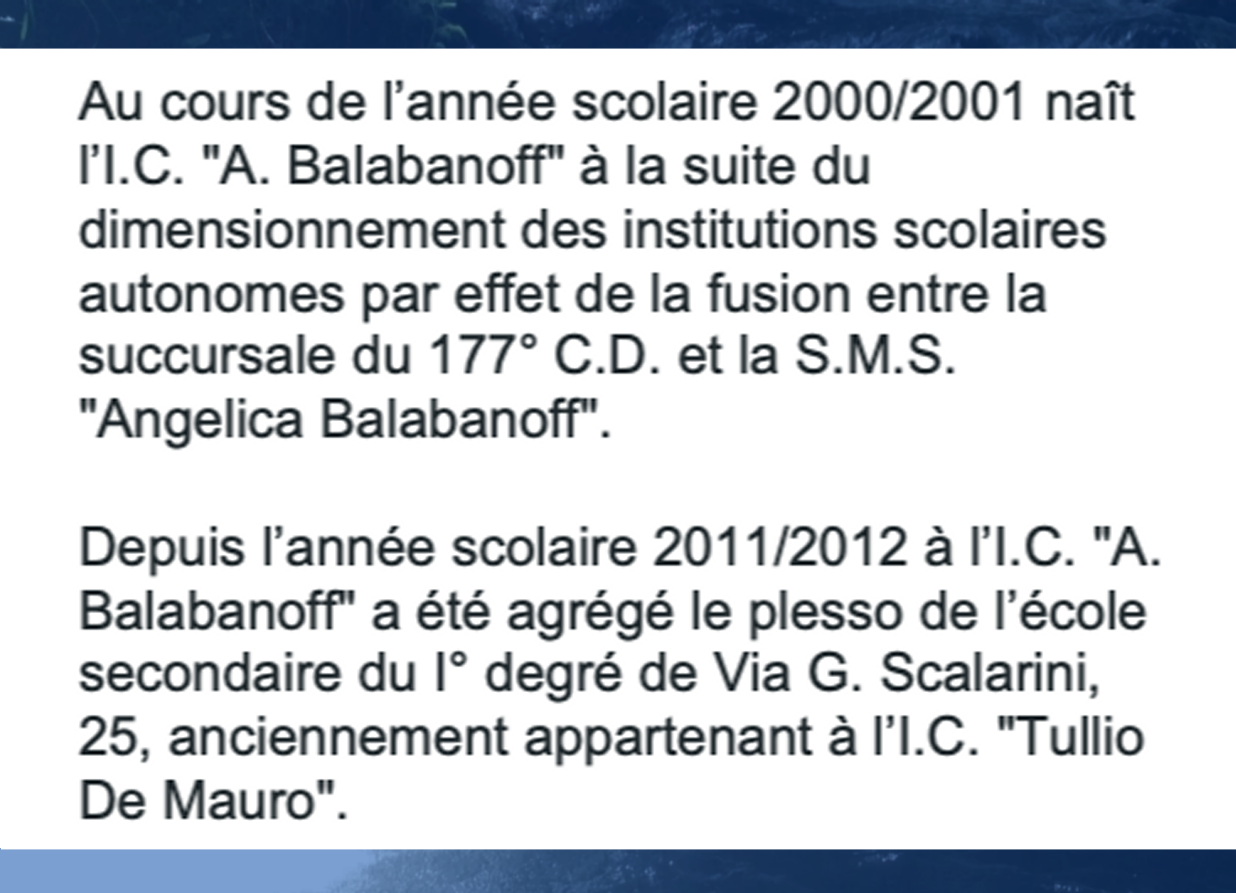 Au cours de l’année scolaire 2000/2001 naît
l’I.C. "A. Balabanoff" à la suite du
dimensionnement des institutions scolaires
autonomes par effet de la fusion entre la
succursale du 177° C.D. et la S.M.S.
"Angelica Balabanoff".
Depuis l’année scolaire 2011/2012 à l’I.C. "A.
Balabanoff" a été agrégé le plesso de l’école
secondaire du I° degré de Via G. Scalarini,
25, anciennement appartenant à l’I.C. "Tullio
De Mauro".